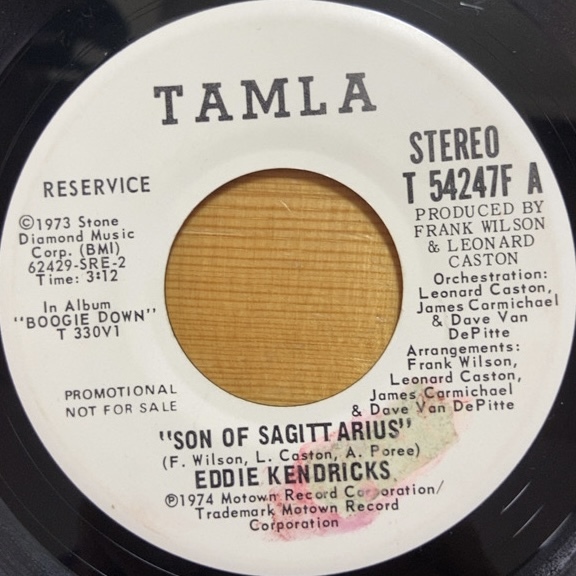 TAMLA
STEREO
T 54247F A
RESERVICE
©1973 Stone
Diamond Music
Corp. (BMI)
62429-SRE-2
Time: 3:12
In Album
"BOOGIE DOWN"
T 330V1
PROMOTIONAL
NOT FOR SALE
PRODUCED BY
FRANK WILSON
& LEONARD
CASTON
Orchestration:
Leonard Caston,
James Carmichael
& Dave Van
DePitte
Arrangements:
Frank Wilson,
Leonard Caston,
James Carmichael
& Dave Van DePitte
"SON OF SAGITTARIUS"
(F. Wilson, L. Caston, A. Poree)
EDDIE KENDRICKS
℗1974 Motown Record Corporation/
Trademark Motown Record
Corporation